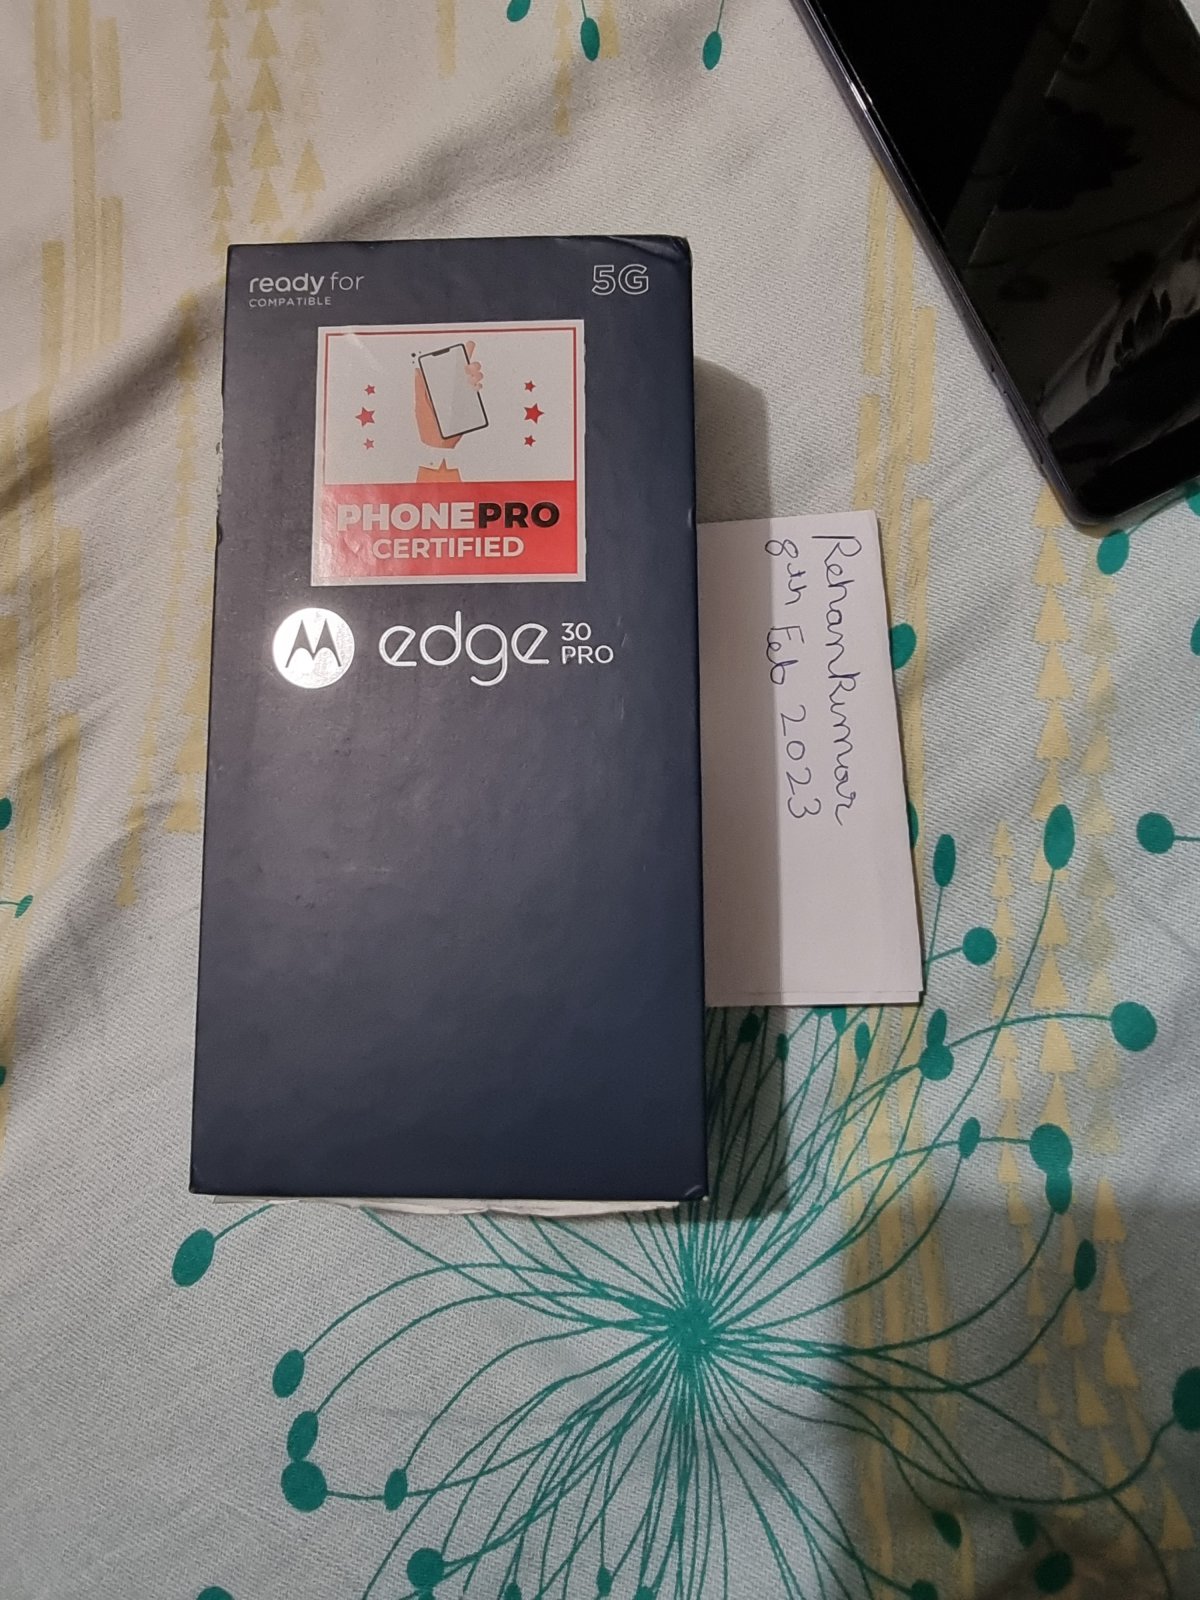 ready for
COMPATIBLE
5G
PHONEPRO
CERTIFIED
edge 30 PRO
Rehankumar
8th Feb 2023